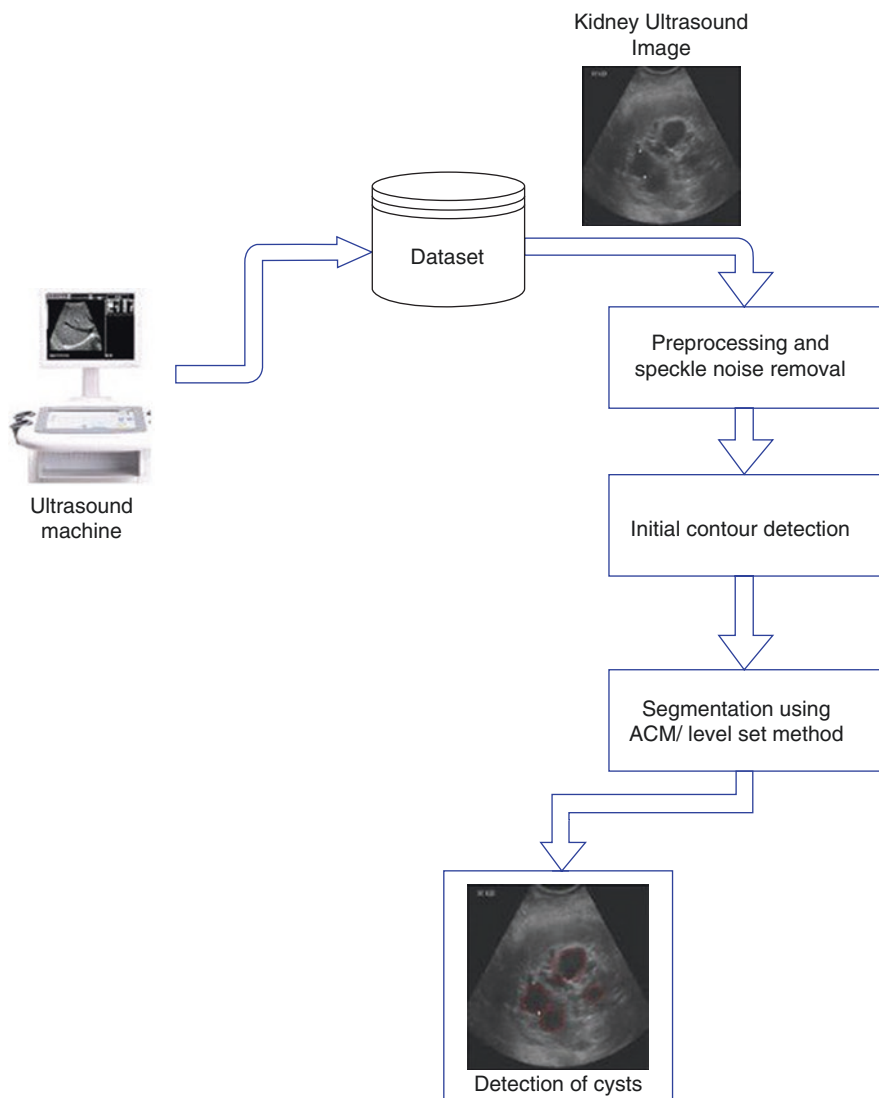 Kidney Ultrasound
Image
Dataset
Ultrasound
machine
Preprocessing and
speckle noise removal
Initial contour detection
Segmentation using
ACM/ level set method
Detection of cysts